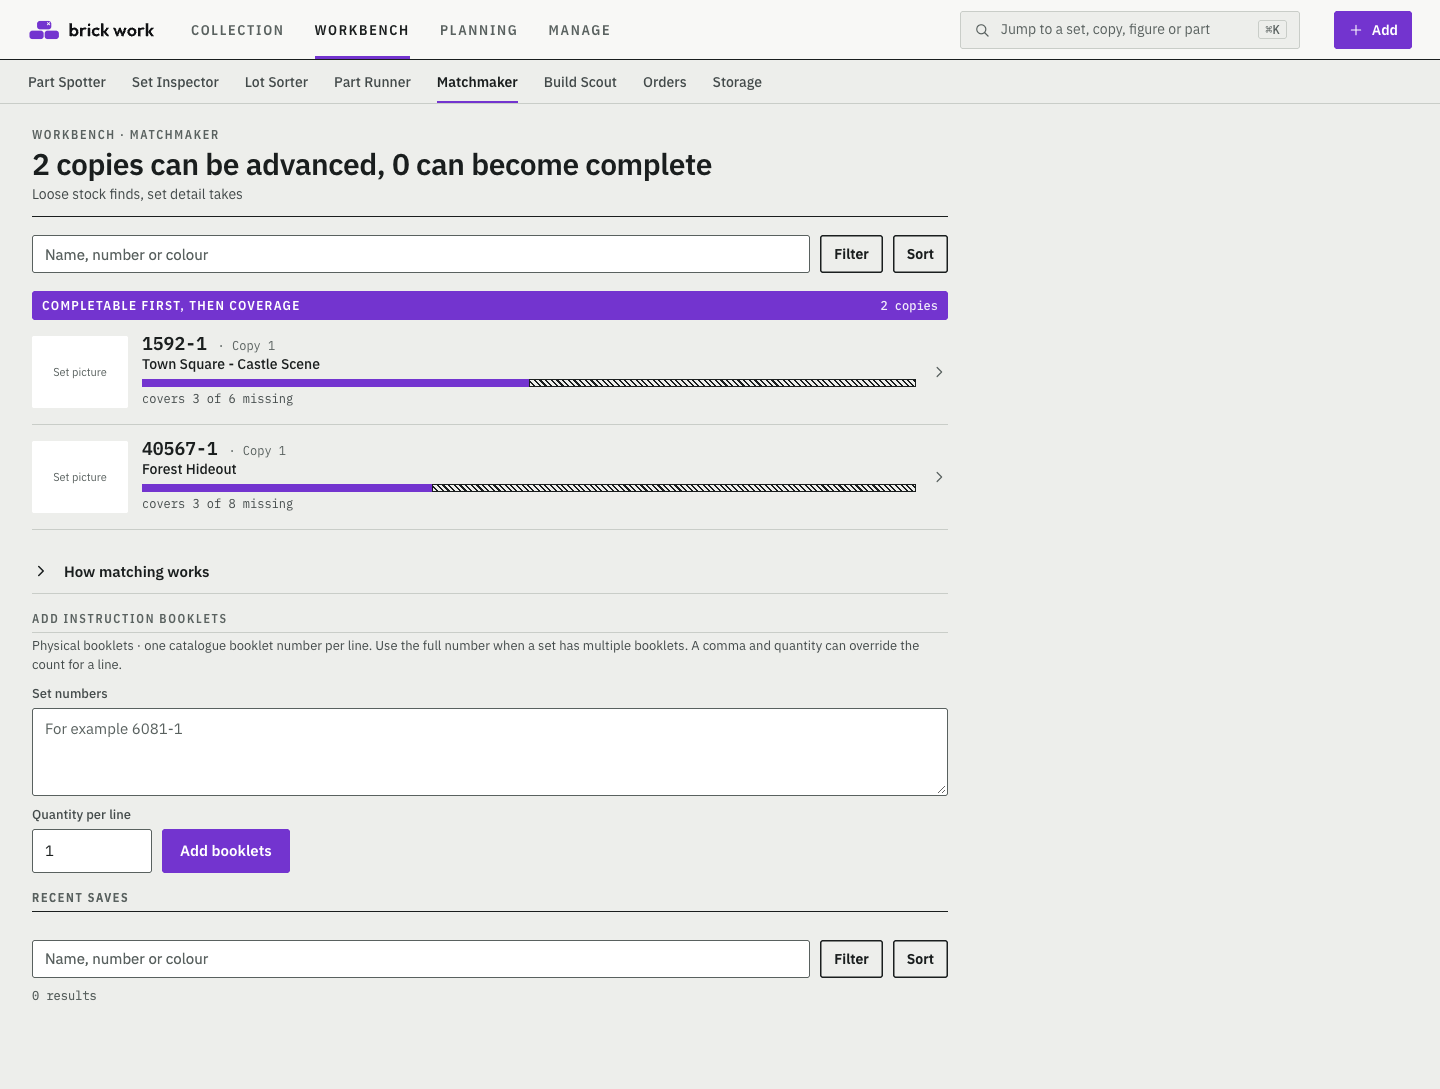 brick work
COLLECTION WORKBENCH PLANNING MANAGE
Jump to a set, copy, figure or part ⌘K
+ Add
Part Spotter Set Inspector Lot Sorter Part Runner Matchmaker Build Scout Orders Storage
WORKBENCH · MATCHMAKER
2 copies can be advanced, 0 can become complete
Loose stock finds, set detail takes
Name, number or colour Filter Sort
COMPLETABLE FIRST, THEN COVERAGE 2 copies
Set picture
1592-1 · Copy 1
Town Square - Castle Scene
covers 3 of 6 missing
Set picture
40567-1 · Copy 1
Forest Hideout
covers 3 of 8 missing
How matching works
ADD INSTRUCTION BOOKLETS
Physical booklets · one catalogue booklet number per line. Use the full number when a set has multiple booklets. A comma and quantity can override the
count for a line.
Set numbers
For example 6081-1
Quantity per line
1 Add booklets
RECENT SAVES
Name, number or colour Filter Sort
0 results